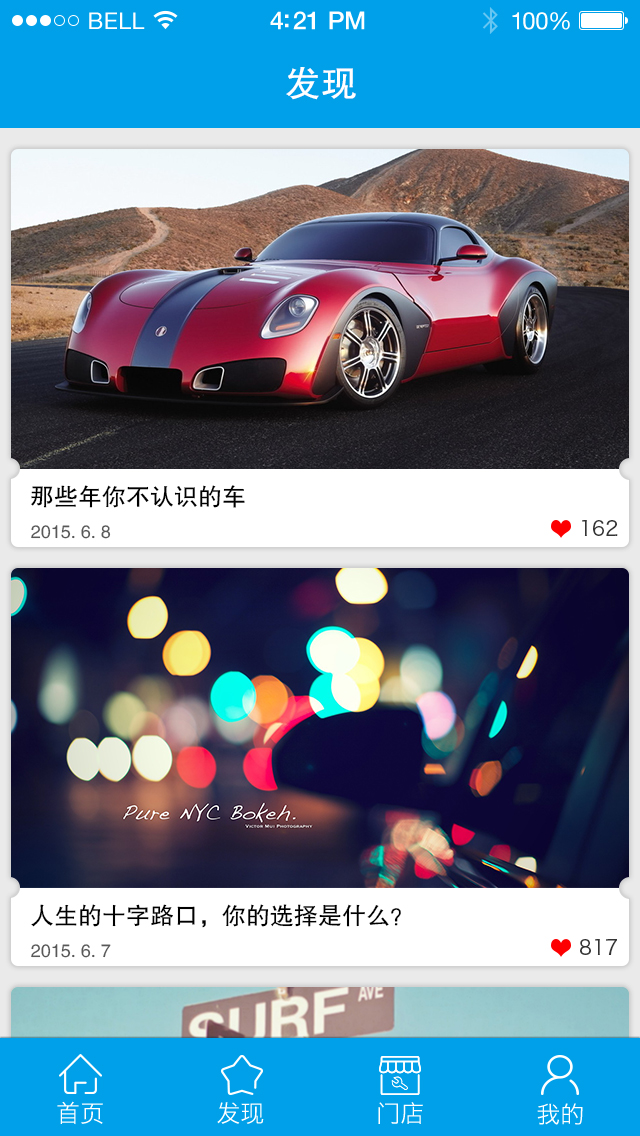 BELL 4:21 PM 100%
发现
那些年你不认识的车
2015. 6. 8 162
Pure NYC Bokeh.
Victor Mui Photography
人生的十字路口，你的选择是什么?
2015. 6. 7 817
SURF AVE
首页 发现 门店 我的